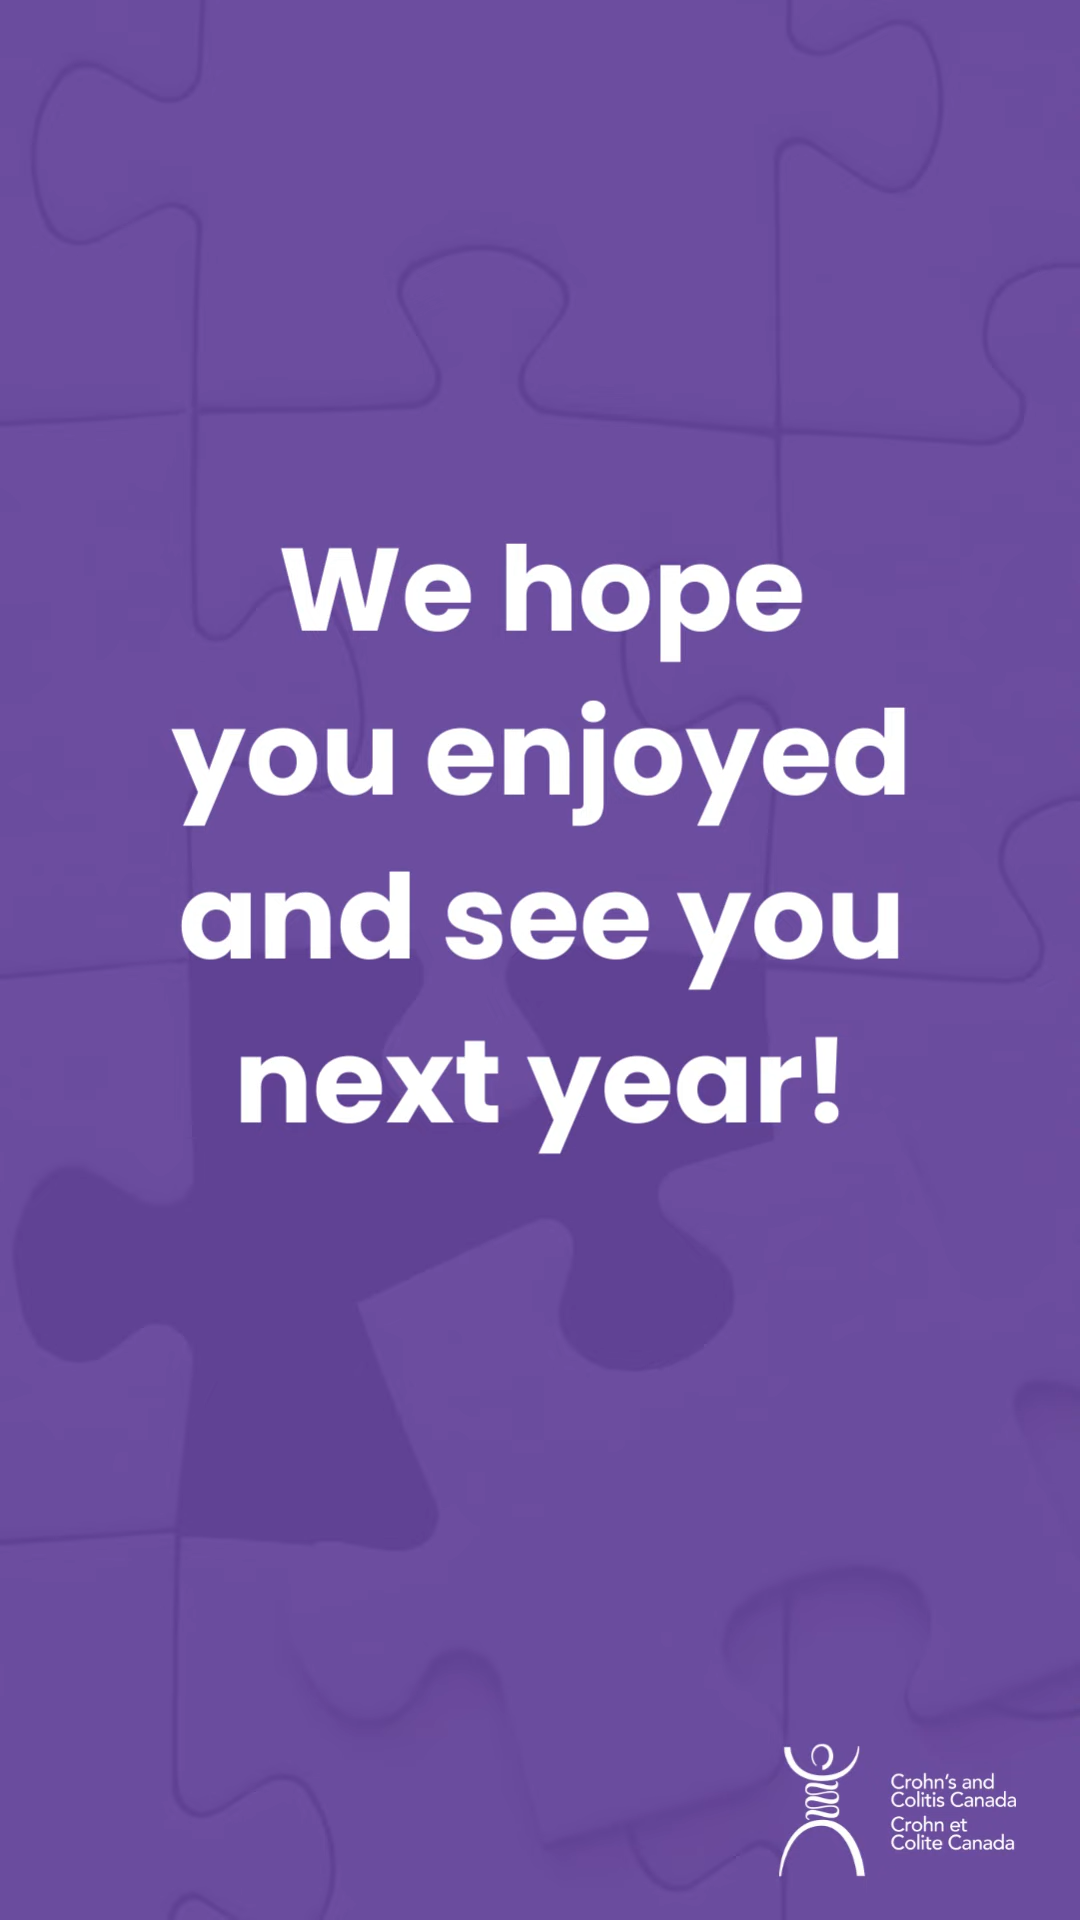 We hope
you enjoyed
and see you
next year!
Crohn's and
Colitis Canada
Crohn et
Colite Canada